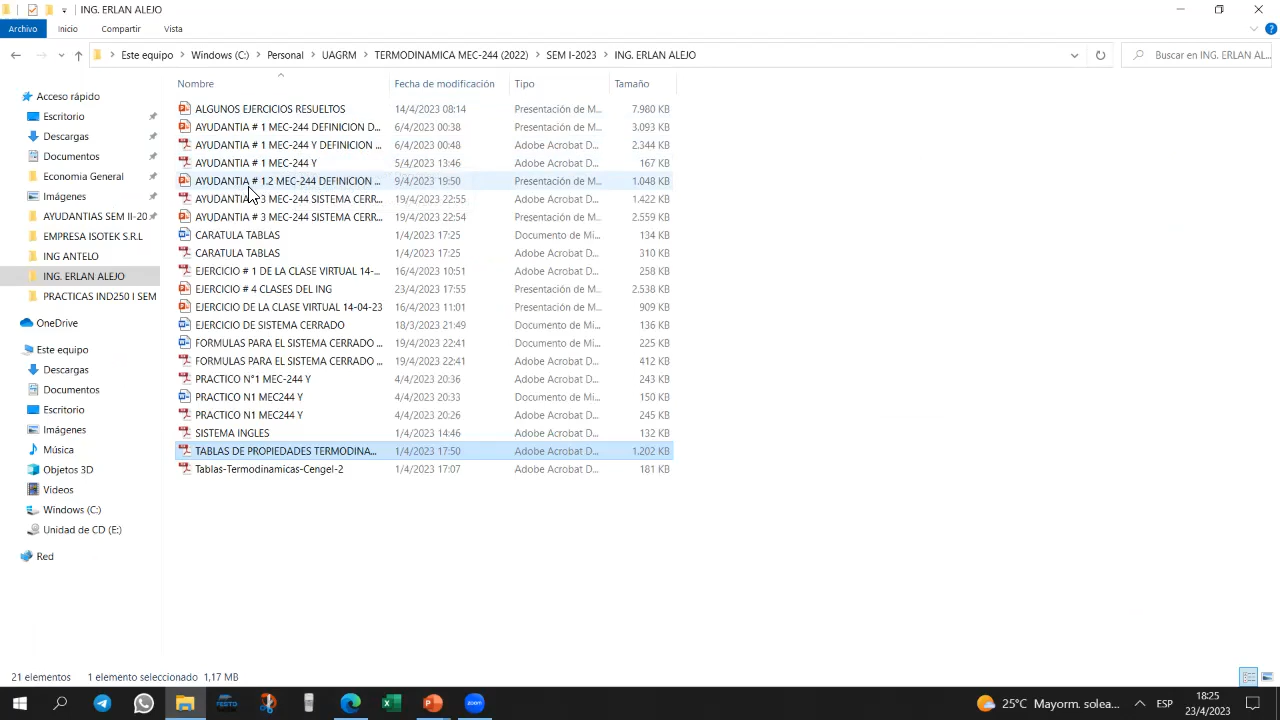 ING. ERLAN ALEJO
Archivo Inicio Compartir Vista
Este equipo Windows (C:) Personal UAGRM TERMODINAMICA MEC-244 (2022) SEM I-2023 ING. ERLAN ALEJO
Buscar en ING. ERLAN AL...
Nombre Fecha de modificación Tipo Tamaño
Acceso rápido
Escritorio
Descargas
Documentos
Economia General
Imágenes
AYUDANTIAS SEM II-20
EMPRESA ISOTEK S.R.L
ING ANTELO
ING. ERLAN ALEJO
PRACTICAS IND250 I SEM
OneDrive
Este equipo
Descargas
Documentos
Escritorio
Imágenes
Música
Objetos 3D
Videos
Windows (C:)
Unidad de CD (E:)
Red
ALGUNOS EJERCICIOS RESUELTOS 14/4/2023 08:14 Presentación de M... 7.980 KB
AYUDANTIA # 1 MEC-244 DEFINICION D... 6/4/2023 00:38 Presentación de M... 3.093 KB
AYUDANTIA # 1 MEC-244 Y DEFINICION ... 6/4/2023 00:48 Adobe Acrobat D... 2.344 KB
AYUDANTIA # 1 MEC-244 Y 5/4/2023 13:46 Adobe Acrobat D... 167 KB
AYUDANTIA # 1.2 MEC-244 DEFINICION ... 9/4/2023 19:50 Presentación de M... 1.048 KB
AYUDANTIA # 3 MEC-244 SISTEMA CERR... 19/4/2023 22:55 Adobe Acrobat D... 1.422 KB
AYUDANTIA # 3 MEC-244 SISTEMA CERR... 19/4/2023 22:54 Presentación de M... 2.559 KB
CARATULA TABLAS 1/4/2023 17:25 Documento de Mi... 134 KB
CARATULA TABLAS 1/4/2023 17:25 Adobe Acrobat D... 310 KB
EJERCICIO # 1 DE LA CLASE VIRTUAL 14-... 16/4/2023 10:51 Adobe Acrobat D... 258 KB
EJERCICIO # 4 CLASES DEL ING 23/4/2023 17:55 Presentación de M... 2.538 KB
EJERCICIO DE LA CLASE VIRTUAL 14-04-23 16/4/2023 11:01 Presentación de M... 909 KB
EJERCICIO DE SISTEMA CERRADO 18/3/2023 21:49 Documento de Mi... 136 KB
FORMULAS PARA EL SISTEMA CERRADO ... 19/4/2023 22:41 Documento de Mi... 225 KB
FORMULAS PARA EL SISTEMA CERRADO ... 19/4/2023 22:41 Adobe Acrobat D... 412 KB
PRACTICO N°1 MEC-244 Y 4/4/2023 20:36 Adobe Acrobat D... 243 KB
PRACTICO N1 MEC244 Y 4/4/2023 20:33 Documento de Mi... 150 KB
PRACTICO N1 MEC244 Y 4/4/2023 20:26 Adobe Acrobat D... 245 KB
SISTEMA INGLES 1/4/2023 14:46 Adobe Acrobat D... 132 KB
TABLAS DE PROPIEDADES TERMODINA... 1/4/2023 17:50 Adobe Acrobat D... 1.202 KB
Tablas-Termodinamicas-Cengel-2 1/4/2023 17:07 Adobe Acrobat D... 181 KB
21 elementos 1 elemento seleccionado 1,17 MB
FESTO
zoom
25°C Mayorm. solea... ESP 18:25
23/4/2023